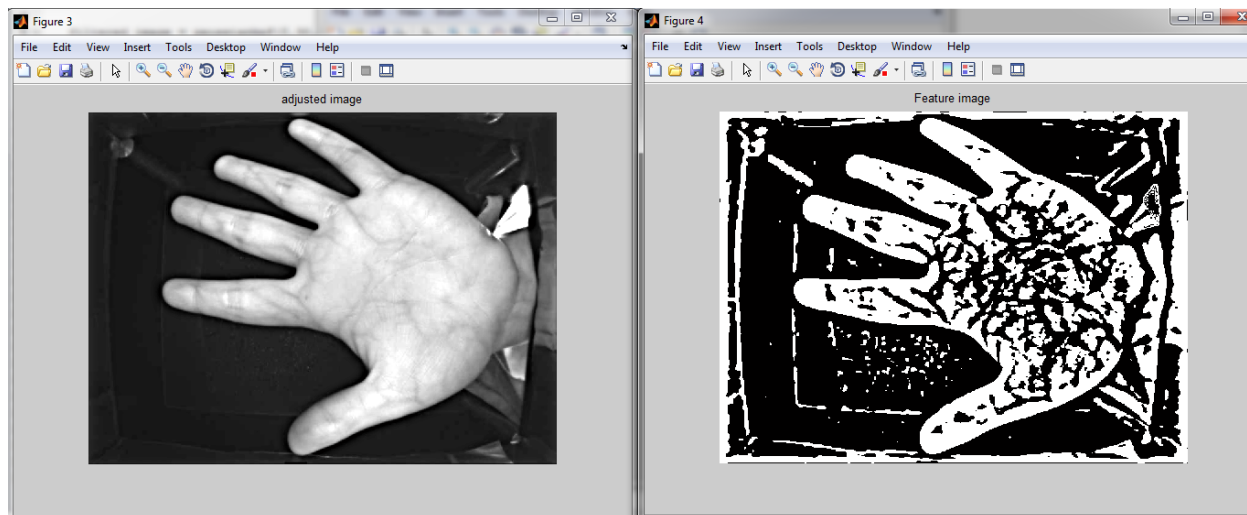 Figure 3
File Edit View Insert Tools Desktop Window Help
adjusted image
Figure 4
File Edit View Insert Tools Desktop Window Help
Feature image